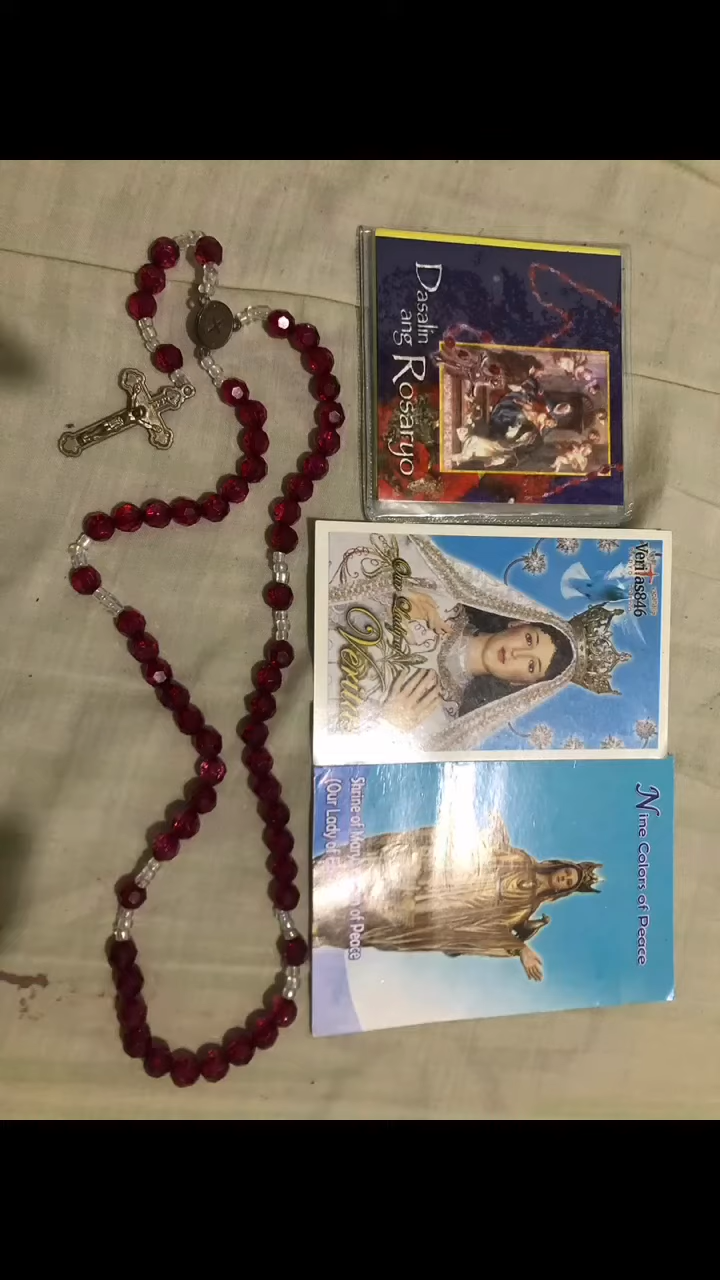 Dasalin
ang Rosaryo
Veritas846
Our Lady of
Nine Colors of Peace
Shrine of Mary of Peace
(Our Lady of